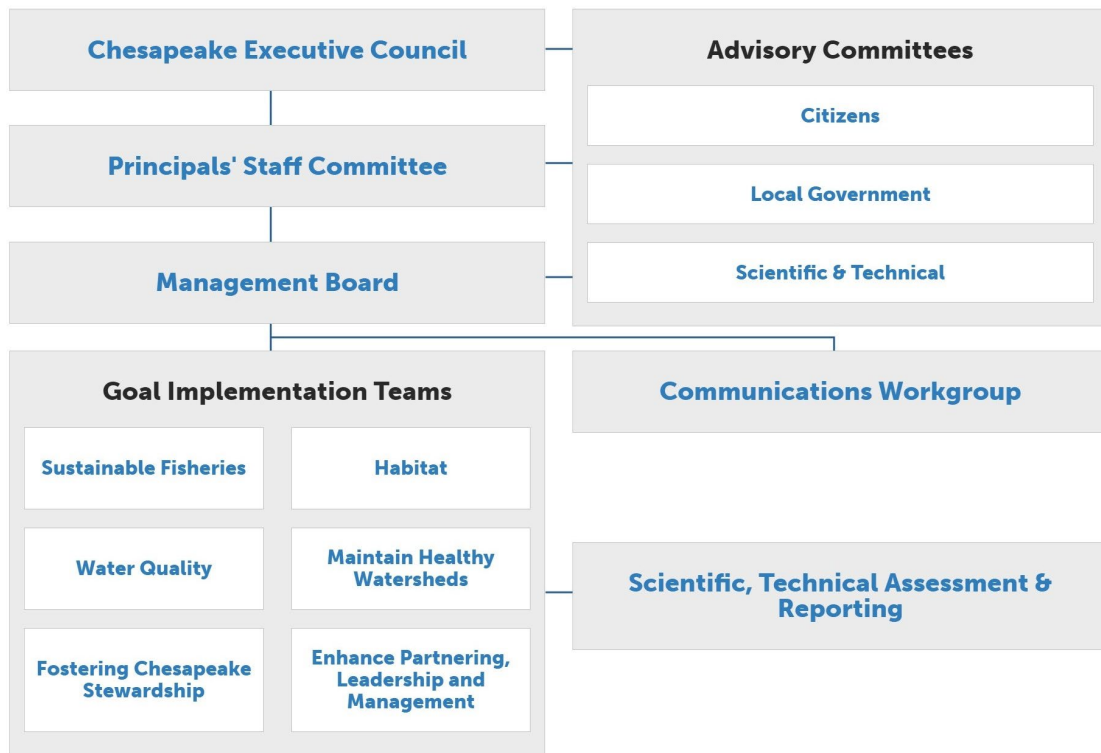 Chesapeake Executive Council
Principals' Staff Committee
Management Board
Advisory Committees
Citizens
Local Government
Scientific & Technical
Goal Implementation Teams
Sustainable Fisheries
Habitat
Water Quality
Maintain Healthy
Watersheds
Fostering Chesapeake
Stewardship
Enhance Partnering,
Leadership and
Management
Communications Workgroup
Scientific, Technical Assessment &
Reporting